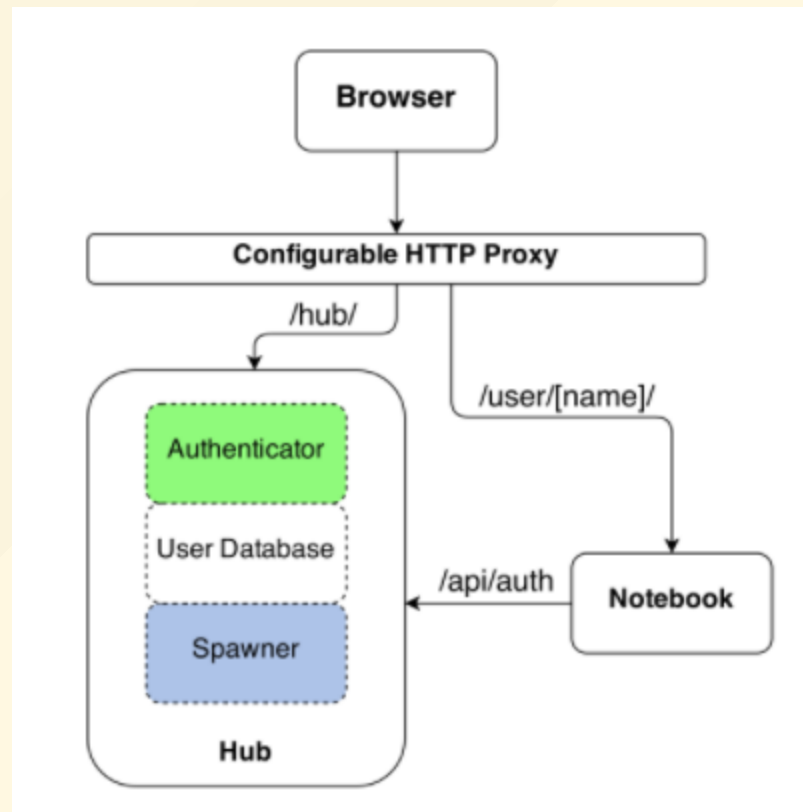 Browser
Configurable HTTP Proxy
/hub/
/user/[name]/
Authenticator
User Database
/api/auth
Notebook
Spawner
Hub